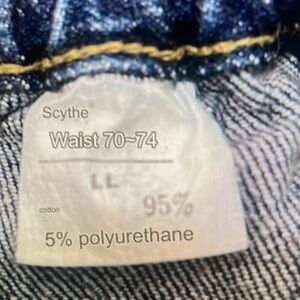 Scythe
Waist 70~74
LL
cotton 95%
5% polyurethane